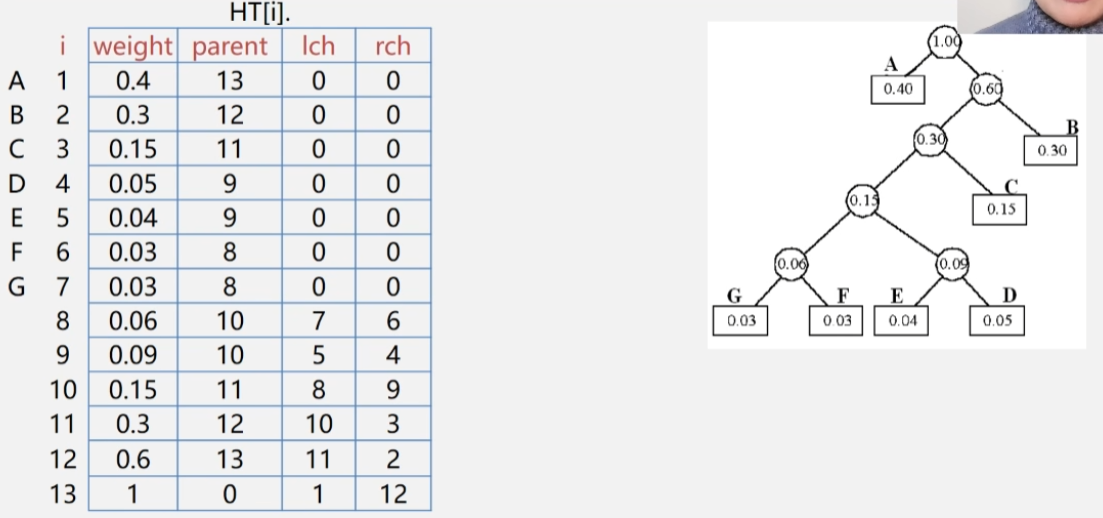 HT[i].
i weight parent lch rch
A 1 0.4 13 0 0
B 2 0.3 12 0 0
C 3 0.15 11 0 0
D 4 0.05 9 0 0
E 5 0.04 9 0 0
F 6 0.03 8 0 0
G 7 0.03 8 0 0
8 0.06 10 7 6
9 0.09 10 5 4
10 0.15 11 8 9
11 0.3 12 10 3
12 0.6 13 11 2
13 1 0 1 12
1.00
A
0.40 0.60
B
0.30 0.30
C
0.15 0.15
0.06 0.09
G F E D
0.03 0.03 0.04 0.05